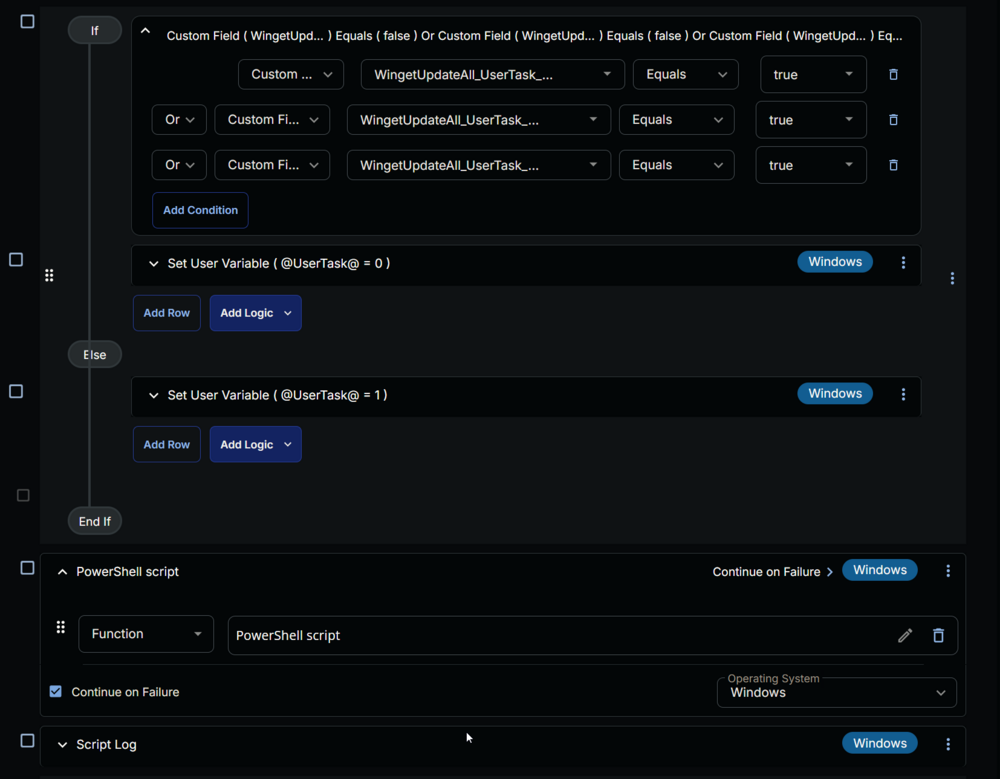 If
Custom Field ( WingetUpd... ) Equals ( false ) Or Custom Field ( WingetUpd... ) Equals ( false ) Or Custom Field ( WingetUpd... ) Eq...
Custom ... WingetUpdateAll_UserTask_... Equals true
Or Custom Fi... WingetUpdateAll_UserTask_... Equals true
Or Custom Fi... WingetUpdateAll_UserTask_... Equals true
Add Condition
Set User Variable ( @UserTask@ = 0 ) Windows
Add Row Add Logic
Else
Set User Variable ( @UserTask@ = 1 ) Windows
Add Row Add Logic
End If
PowerShell script Continue on Failure Windows
Function PowerShell script
Continue on Failure
Operating System
Windows
Script Log Windows